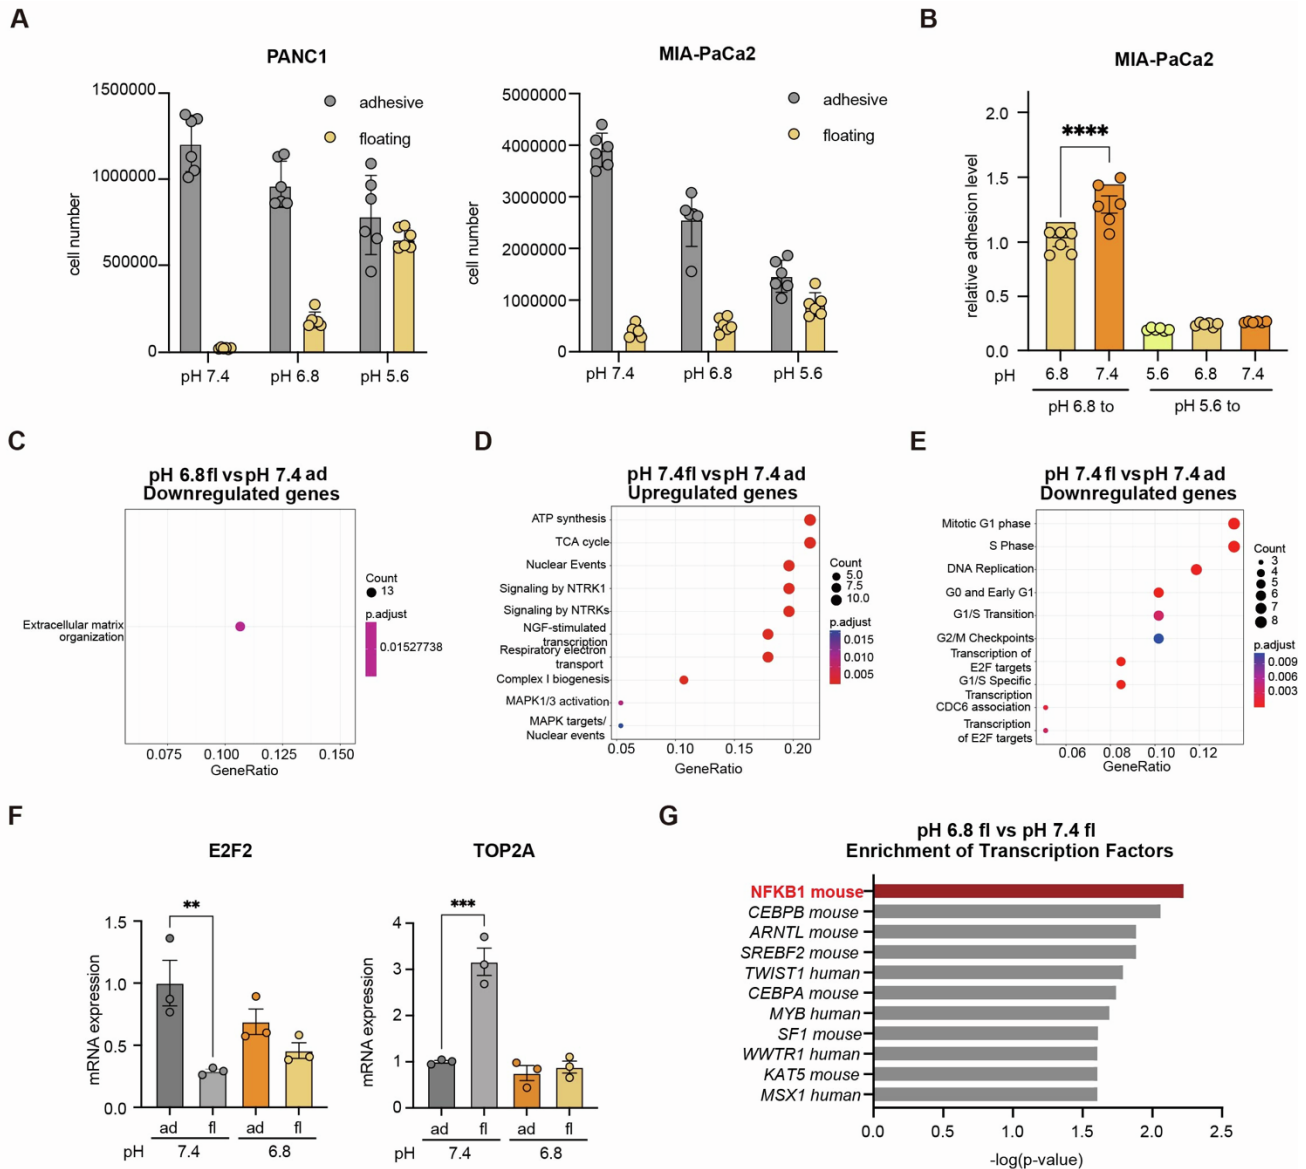 A
PANC1
1500000
1000000
500000
0
cell number
adhesive
floating
pH 7.4
pH 6.8
pH 5.6
MIA-PaCa2
5000000
4000000
3000000
2000000
1000000
0
cell number
adhesive
floating
pH 7.4
pH 6.8
pH 5.6
B
MIA-PaCa2
2.0
1.5
1.0
0.5
0.0
relative adhesion level
****
pH
6.8
7.4
5.6
6.8
7.4
pH 6.8 to
pH 5.6 to
C
pH 6.8 fl vs pH 7.4 ad
Downregulated genes
Extracellular matrix
organization
0.075
0.100
0.125
0.150
GeneRatio
Count
13
p.adjust
0.01527738
D
pH 7.4 fl vs pH 7.4 ad
Upregulated genes
ATP synthesis
TCA cycle
Nuclear Events
Signaling by NTRK1
Signaling by NTRKs
NGF-stimulated
transcription
Respiratory electron
transport
Complex I biogenesis
MAPK1/3 activation
MAPK targets/
Nuclear events
0.05
0.10
0.15
0.20
GeneRatio
Count
5.0
7.5
10.0
p.adjust
0.015
0.010
0.005
E
pH 7.4 fl vs pH 7.4 ad
Downregulated genes
Mitotic G1 phase
S Phase
DNA Replication
G0 and Early G1
G1/S Transition
G2/M Checkpoints
Transcription of
E2F targets
G1/S Specific
Transcription
CDC6 association
Transcription
of E2F targets
0.06
0.08
0.10
0.12
GeneRatio
Count
3
4
5
6
7
8
p.adjust
0.009
0.006
0.003
F
E2F2
**
1.5
1.0
0.5
0.0
mRNA expression
ad
fl
ad
fl
pH
7.4
6.8
TOP2A
***
4
3
2
1
0
mRNA expression
ad
fl
ad
fl
pH
7.4
6.8
G
pH 6.8 fl vs pH 7.4 fl
Enrichment of Transcription Factors
NFKB1 mouse
CEBPB mouse
ARNTL mouse
SREBF2 mouse
TWIST1 human
CEBPA mouse
MYB human
SF1 mouse
WWTR1 human
KAT5 mouse
MSX1 human
0.0
0.5
1.0
1.5
2.0
2.5
-log(p-value)